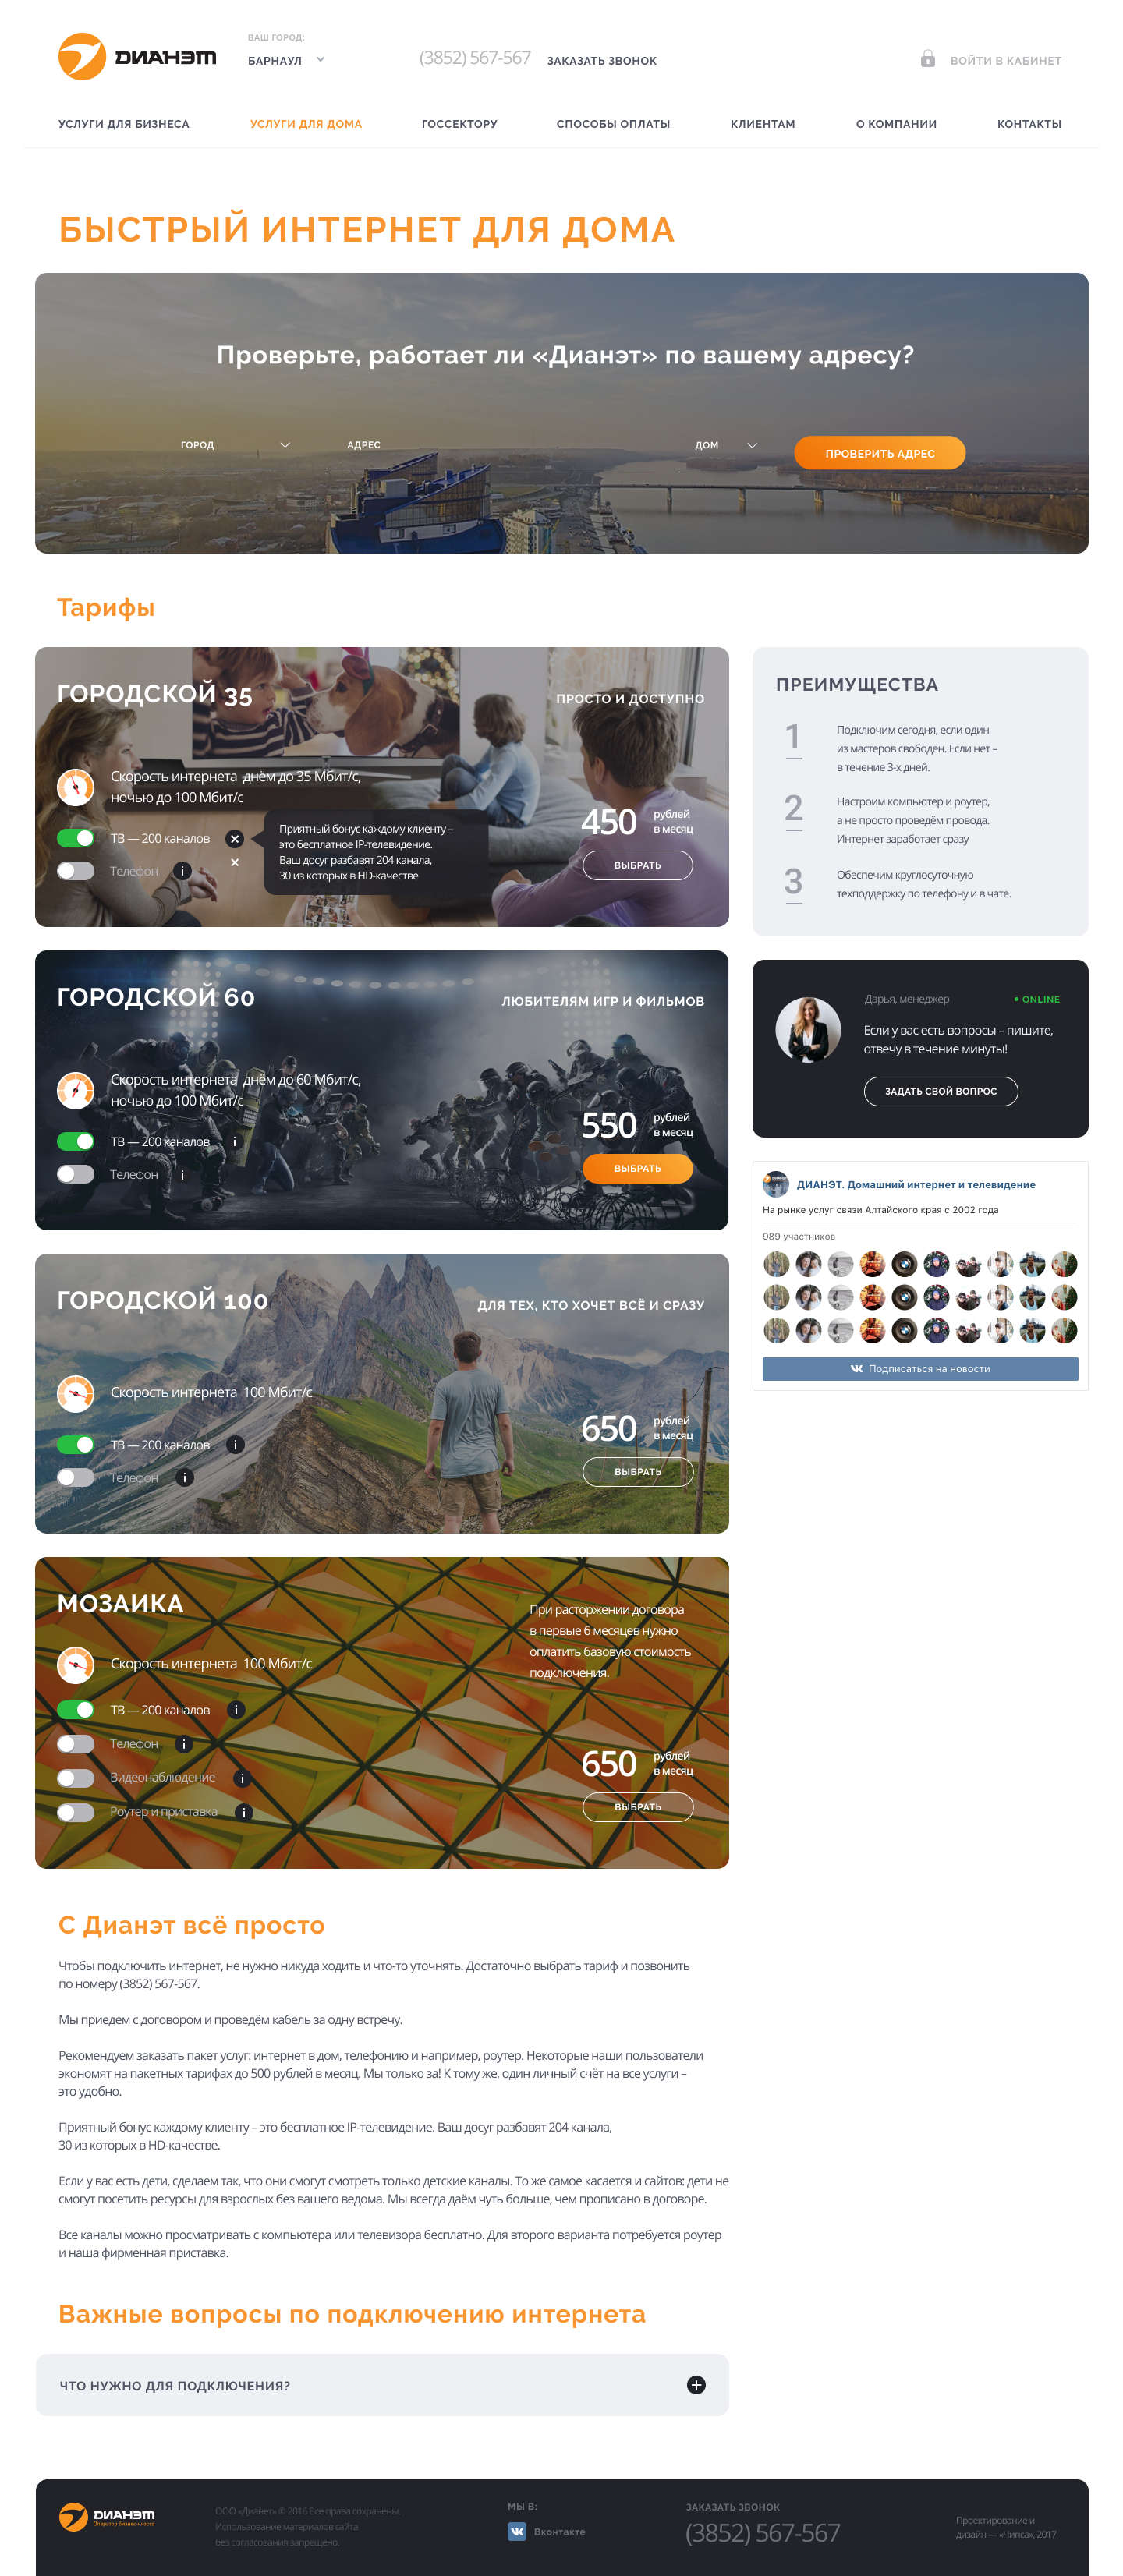 ДИАНЭТ
ВАШ ГОРОД:
БАРНАУЛ
(3852) 567-567
ЗАКАЗАТЬ ЗВОНОК
ВОЙТИ В КАБИНЕТ
УСЛУГИ ДЛЯ БИЗНЕСА
УСЛУГИ ДЛЯ ДОМА
ГОССЕКТОРУ
СПОСОБЫ ОПЛАТЫ
КЛИЕНТАМ
О КОМПАНИИ
КОНТАКТЫ
БЫСТРЫЙ ИНТЕРНЕТ ДЛЯ ДОМА
Проверьте, работает ли «Дианэт» по вашему адресу?
ГОРОД
АДРЕС
ДОМ
ПРОВЕРИТЬ АДРЕС
Тарифы
ГОРОДСКОЙ 35
ПРОСТО И ДОСТУПНО
Скорость интернета днём до 35 Мбит/с,
ночью до 100 Мбит/с
ТВ — 200 каналов
Телефон
i
Приятный бонус каждому клиенту –
это бесплатное IP-телевидение.
Ваш досуг разбавят 204 канала,
30 из которых в HD-качестве
450
рублей
в месяц
ВЫБРАТЬ
ГОРОДСКОЙ 60
ЛЮБИТЕЛЯМ ИГР И ФИЛЬМОВ
Скорость интернета днём до 60 Мбит/с,
ночью до 100 Мбит/с
ТВ — 200 каналов
i
Телефон
i
550
рублей
в месяц
ВЫБРАТЬ
ГОРОДСКОЙ 100
ДЛЯ ТЕХ, КТО ХОЧЕТ ВСЁ И СРАЗУ
Скорость интернета 100 Мбит/с
ТВ — 200 каналов
i
Телефон
i
650
рублей
в месяц
ВЫБРАТЬ
МОЗАИКА
При расторжении договора
в первые 6 месяцев нужно
оплатить базовую стоимость
подключения.
Скорость интернета 100 Мбит/с
ТВ — 200 каналов
i
Телефон
i
Видеонаблюдение
i
Роутер и приставка
i
650
рублей
в месяц
ВЫБРАТЬ
ПРЕИМУЩЕСТВА
1
Подключим сегодня, если один
из мастеров свободен. Если нет –
в течение 3-х дней.
2
Настроим компьютер и роутер,
а не просто проведём провода.
Интернет заработает сразу
3
Обеспечим круглосуточную
техподдержку по телефону и в чате.
Дарья, менеджер
ONLINE
Если у вас есть вопросы – пишите,
отвечу в течение минуты!
ЗАДАТЬ СВОЙ ВОПРОС
ДИАНЭТ. Домашний интернет и телевидение
На рынке услуг связи Алтайского края с 2002 года
989 участников
Подписаться на новости
С Дианэт всё просто
Чтобы подключить интернет, не нужно никуда ходить и что-то уточнять. Достаточно выбрать тариф и позвонить
по номеру (3852) 567-567.
Мы приедем с договором и проведём кабель за одну встречу.
Рекомендуем заказать пакет услуг: интернет в дом, телефонию и например, роутер. Некоторые наши пользователи
экономят на пакетных тарифах до 500 рублей в месяц. Мы только за! К тому же, один личный счёт на все услуги –
это удобно.
Приятный бонус каждому клиенту – это бесплатное IP-телевидение. Ваш досуг разбавят 204 канала,
30 из которых в HD-качестве.
Если у вас есть дети, сделаем так, что они смогут смотреть только детские каналы. То же самое касается и сайтов: дети не
смогут посетить ресурсы для взрослых без вашего ведома. Мы всегда даём чуть больше, чем прописано в договоре.
Все каналы можно просматривать с компьютера или телевизора бесплатно. Для второго варианта потребуется роутер
и наша фирменная приставка.
Важные вопросы по подключению интернета
ЧТО НУЖНО ДЛЯ ПОДКЛЮЧЕНИЯ?
ДИАНЭТ
Оператор бизнес-класса
ООО «Дианет» © 2016 Все права сохранены.
Использование материалов сайта
без согласования запрещено.
МЫ В:
Вконтакте
ЗАКАЗАТЬ ЗВОНОК
(3852) 567-567
Проектирование и
дизайн — «Чипса», 2017